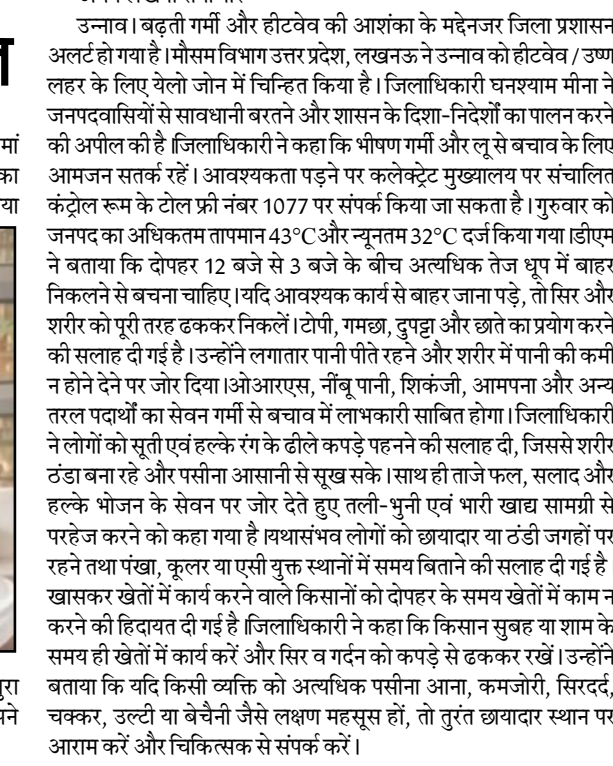 उन्नाव। बढ़ती गर्मी और हीटवेव की आशंका के मद्देनजर जिला प्रशासन
अलर्ट हो गया है। मौसम विभाग उत्तर प्रदेश, लखनऊ ने उन्नाव को हीटवेव / उष्ण
लहर के लिए येलो जोन में चिन्हित किया है। जिलाधिकारी घनश्याम मीना ने
जनपदवासियों से सावधानी बरतने और शासन के दिशा-निर्देशों का पालन करने
की अपील की है।जिलाधिकारी ने कहा कि भीषण गर्मी और लू से बचाव के लिए
आमजन सतर्क रहें। आवश्यकता पड़ने पर कलेक्ट्रेट मुख्यालय पर संचालित
कंट्रोल रूम के टोल फ्री नंबर 1077 पर संपर्क किया जा सकता है। गुरुवार को
जनपद का अधिकतम तापमान 43°C और न्यूनतम 32°C दर्ज किया गया।डीएम
ने बताया कि दोपहर 12 बजे से 3 बजे के बीच अत्यधिक तेज धूप में बाहर
निकलने से बचना चाहिए।यदि आवश्यक कार्य से बाहर जाना पड़े, तो सिर और
शरीर को पूरी तरह ढककर निकलें। टोपी, गमछा, दुपट्टा और छाते का प्रयोग करने
की सलाह दी गई है। उन्होंने लगातार पानी पीते रहने और शरीर में पानी की कमी
न होने देने पर जोर दिया।ओआरएस, नींबू पानी, शिकंजी, आमपना और अन्य
तरल पदार्थों का सेवन गर्मी से बचाव में लाभकारी साबित होगा। जिलाधिकारी
ने लोगों को सूती एवं हल्के रंग के ढीले कपड़े पहनने की सलाह दी, जिससे शरीर
ठंडा बना रहे और पसीना आसानी से सूख सके। साथ ही ताजे फल, सलाद और
हल्के भोजन के सेवन पर जोर देते हुए तली-भुनी एवं भारी खाद्य सामग्री से
परहेज करने को कहा गया है।यथासंभव लोगों को छायादार या ठंडी जगहों पर
रहने तथा पंखा, कूलर या एसी युक्त स्थानों में समय बिताने की सलाह दी गई है।
खासकर खेतों में कार्य करने वाले किसानों को दोपहर के समय खेतों में काम न
करने की हिदायत दी गई है।जिलाधिकारी ने कहा कि किसान सुबह या शाम के
समय ही खेतों में कार्य करें और सिर व गर्दन को कपड़े से ढककर रखें। उन्होंने
बताया कि यदि किसी व्यक्ति को अत्यधिक पसीना आना, कमजोरी, सिरदर्द,
चक्कर, उल्टी या बेचैनी जैसे लक्षण महसूस हों, तो तुरंत छायादार स्थान पर
आराम करें और चिकित्सक से संपर्क करें।